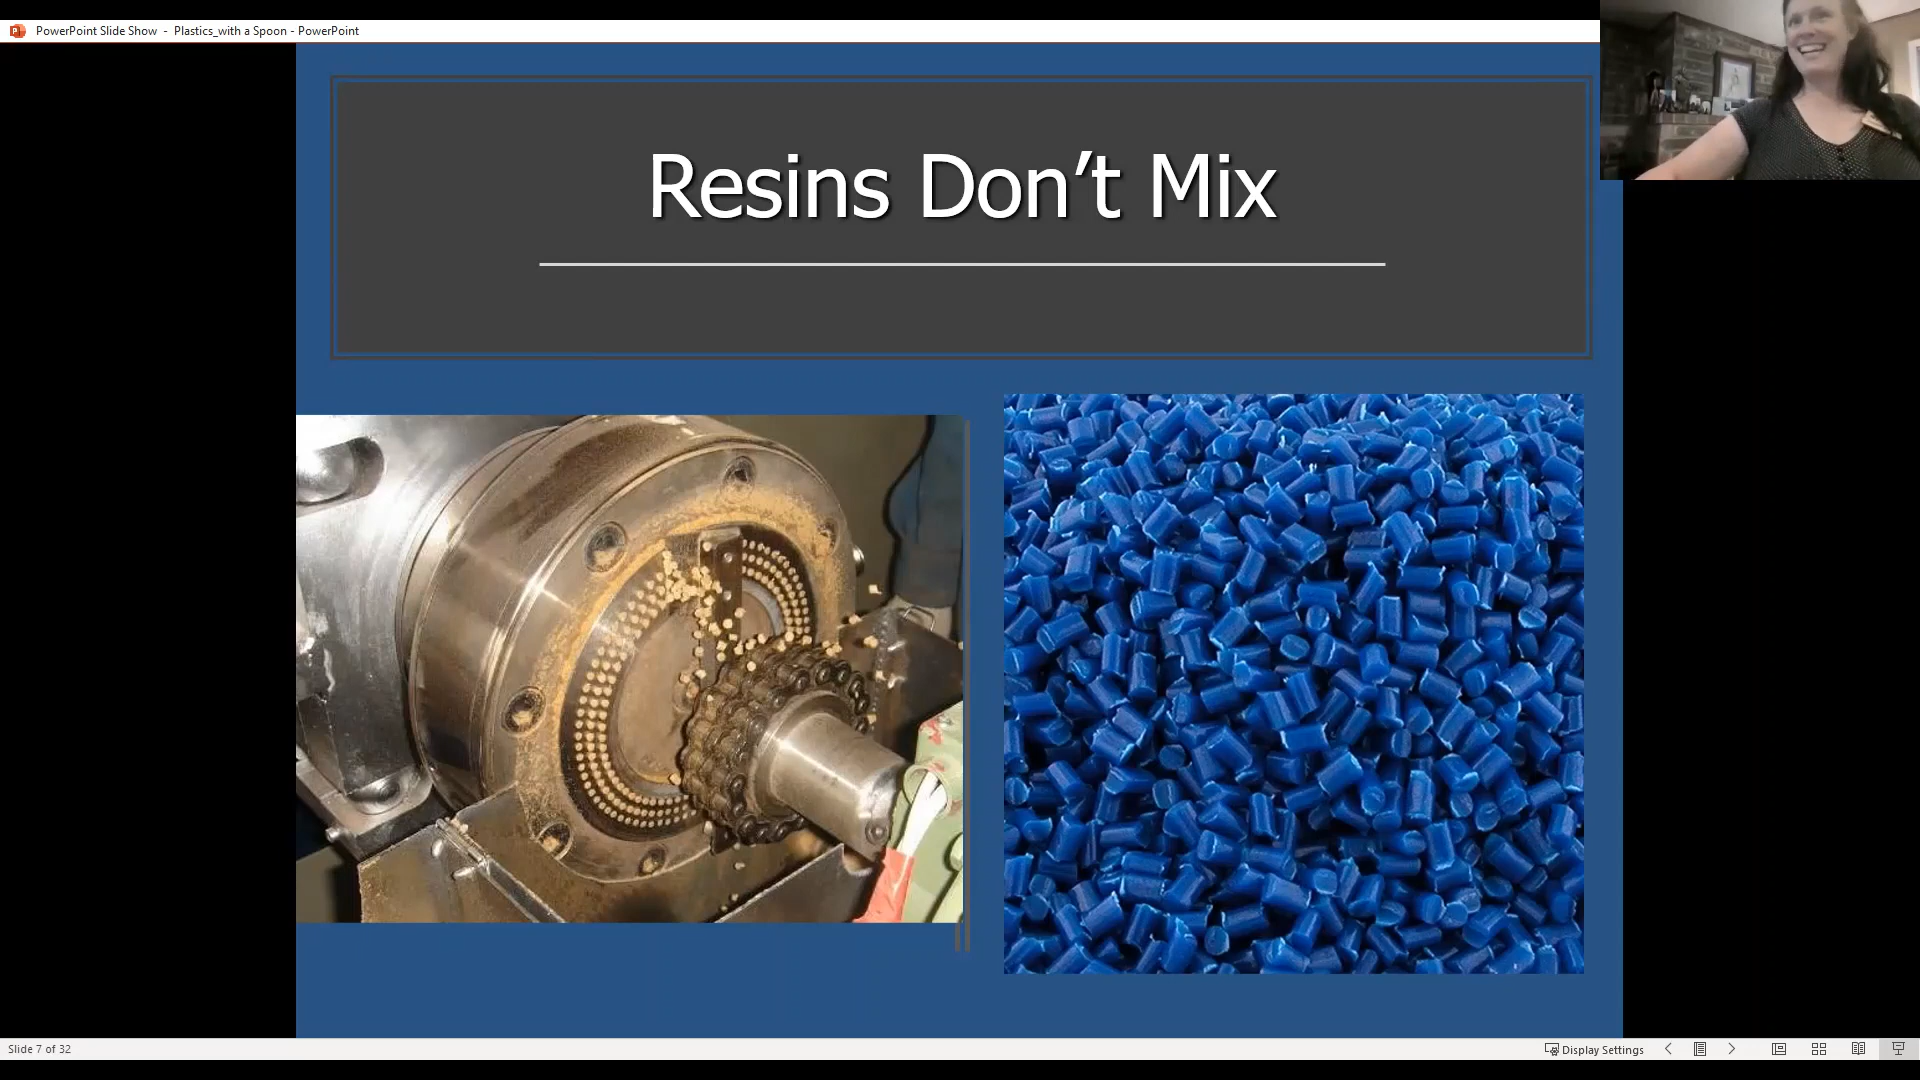 PowerPoint Slide Show - Plastics_with a Spoon - PowerPoint
Resins Don’t Mix
Slide 7 of 32
Display Settings